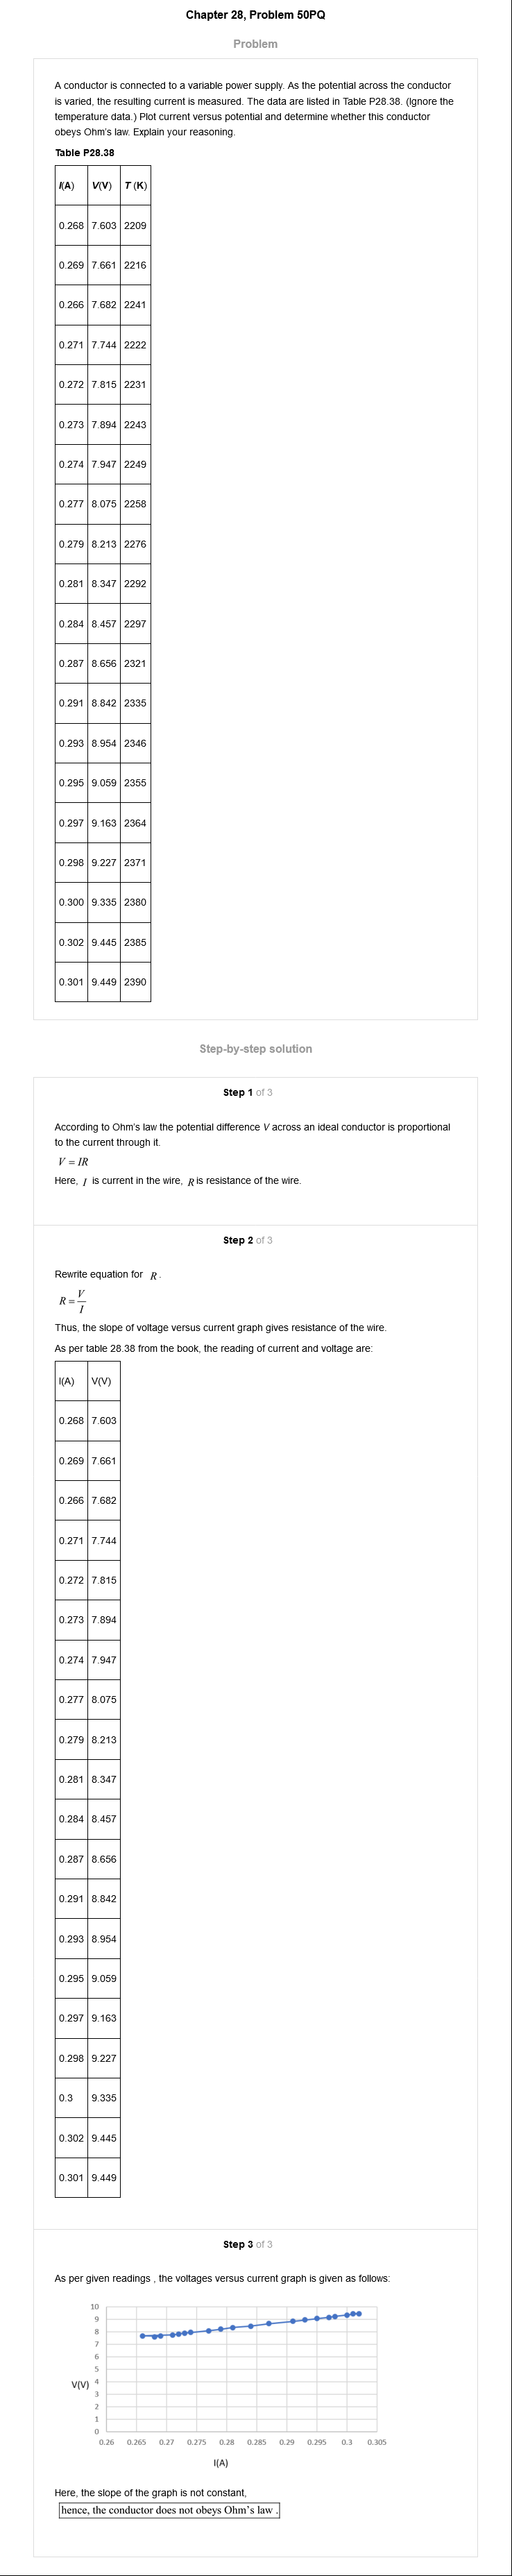 Chapter 28, Problem 50PQ
Problem
A conductor is connected to a variable power supply. As the potential across the conductor
is varied, the resulting current is measured. The data are listed in Table P28.38. (Ignore the
temperature data.) Plot current versus potential and determine whether this conductor
obeys Ohm's law. Explain your reasoning.
Table P28.38
I(A) V(V) T (K)
0.268 7.603 2209
0.269 7.661 2216
0.266 7.682 2241
0.271 7.744 2222
0.272 7.815 2231
0.273 7.894 2243
0.274 7.947 2249
0.277 8.075 2258
0.279 8.213 2276
0.281 8.347 2292
0.284 8.457 2297
0.287 8.656 2321
0.291 8.842 2335
0.293 8.954 2346
0.295 9.059 2355
0.297 9.163 2364
0.298 9.227 2371
0.300 9.335 2380
0.302 9.445 2385
0.301 9.449 2390
Step-by-step solution
Step 1 of 3
According to Ohm's law the potential difference V across an ideal conductor is proportional
to the current through it.
V = IR
Here, I is current in the wire, R is resistance of the wire.
Step 2 of 3
Rewrite equation for R.
R = V/I
Thus, the slope of voltage versus current graph gives resistance of the wire.
As per table 28.38 from the book, the reading of current and voltage are:
I(A) V(V)
0.268 7.603
0.269 7.661
0.266 7.682
0.271 7.744
0.272 7.815
0.273 7.894
0.274 7.947
0.277 8.075
0.279 8.213
0.281 8.347
0.284 8.457
0.287 8.656
0.291 8.842
0.293 8.954
0.295 9.059
0.297 9.163
0.298 9.227
0.3 9.335
0.302 9.445
0.301 9.449
Step 3 of 3
As per given readings , the voltages versus current graph is given as follows:
10
9
8
7
6
5
V(V) 4
3
2
1
0
0.26 0.265 0.27 0.275 0.28 0.285 0.29 0.295 0.3 0.305
I(A)
Here, the slope of the graph is not constant,
hence, the conductor does not obeys Ohm's law .